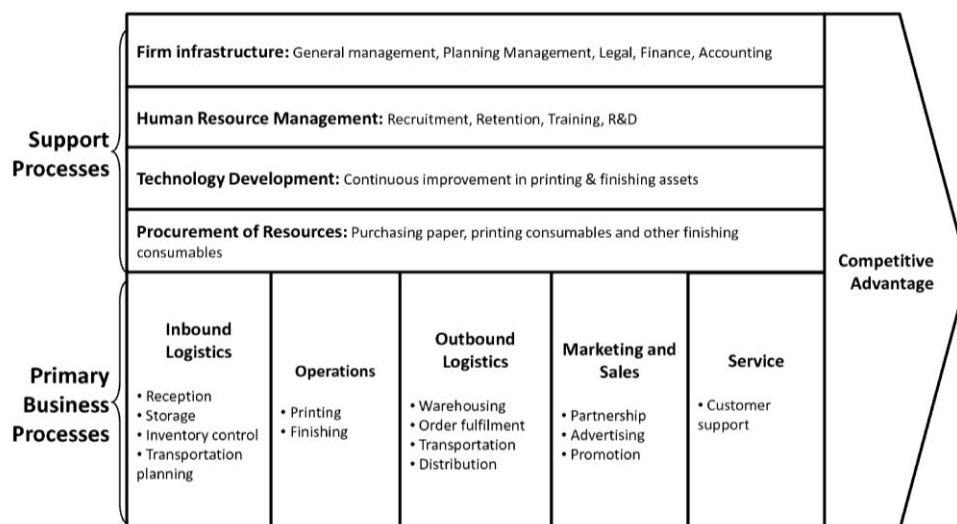 Support
Processes
Firm infrastructure: General management, Planning Management, Legal, Finance, Accounting
Human Resource Management: Recruitment, Retention, Training, R&D
Technology Development: Continuous improvement in printing & finishing assets
Procurement of Resources: Purchasing paper, printing consumables and other finishing
consumables
Competitive
Advantage
Primary
Business
Processes
Inbound
Logistics
• Reception
• Storage
• Inventory control
• Transportation
planning
Operations
• Printing
• Finishing
Outbound
Logistics
• Warehousing
• Order fulfilment
• Transportation
• Distribution
Marketing and
Sales
• Partnership
• Advertising
• Promotion
Service
• Customer
support